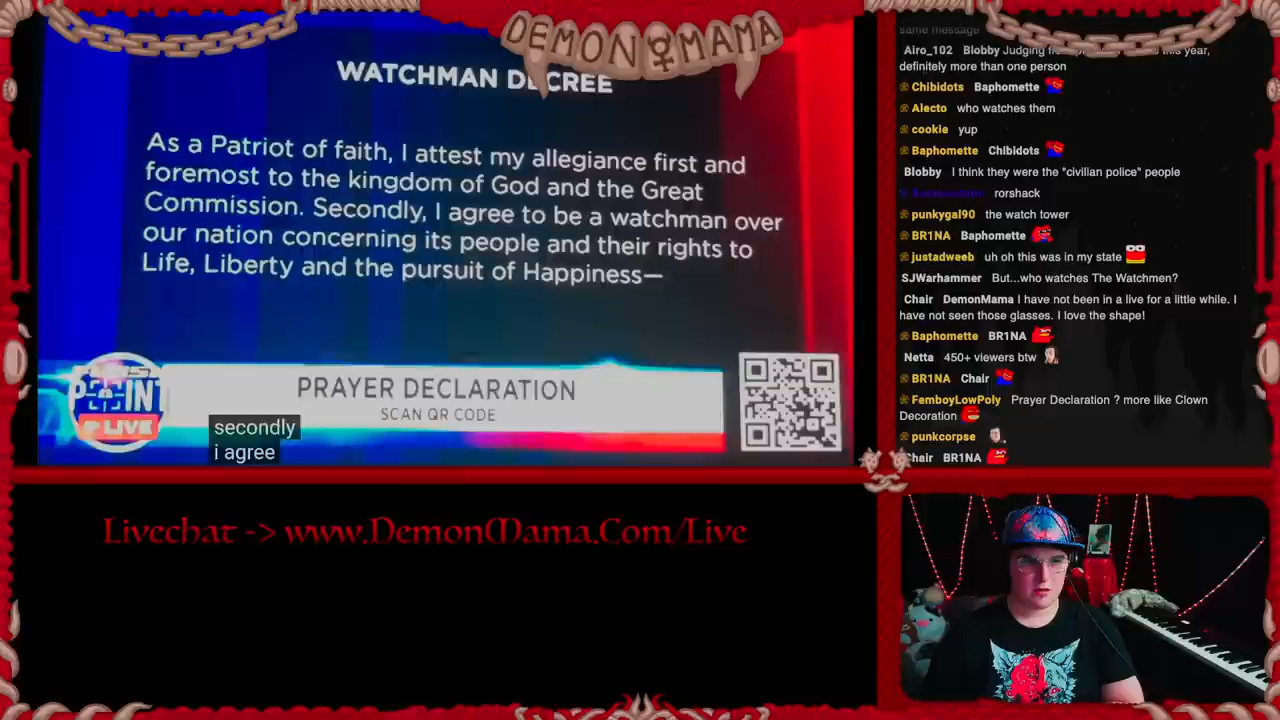 DEMON MAMA
WATCHMAN DECREE
As a Patriot of faith, I attest my allegiance first and
foremost to the kingdom of God and the Great
Commission. Secondly, I agree to be a watchman over
our nation concerning its people and their rights to
Life, Liberty and the pursuit of Happiness—
PRAYER DECLARATION
SCAN QR CODE
P
INT
LIVE
secondly
i agree
Livechat -> www.DemonMama.Com/Live
same message
Airo_102 Blobby Judging this year,
definitely more than one person
Chibidots Baphomette
Alecto who watches them
cookie yup
Baphomette Chibidots
Blobby I think they were the "civilian police" people
rorshack
punkygal90 the watch tower
BR1NA Baphomette
justadweeb uh oh this was in my state
SJWarhammer But...who watches The Watchmen?
Chair DemonMama I have not been in a live for a little while. I
have not seen those glasses. I love the shape!
Baphomette BR1NA
Netta 450+ viewers btw
BR1NA Chair
FemboyLowPoly Prayer Declaration ? more like Clown
Decoration
punkcorpse
Chair BR1NA